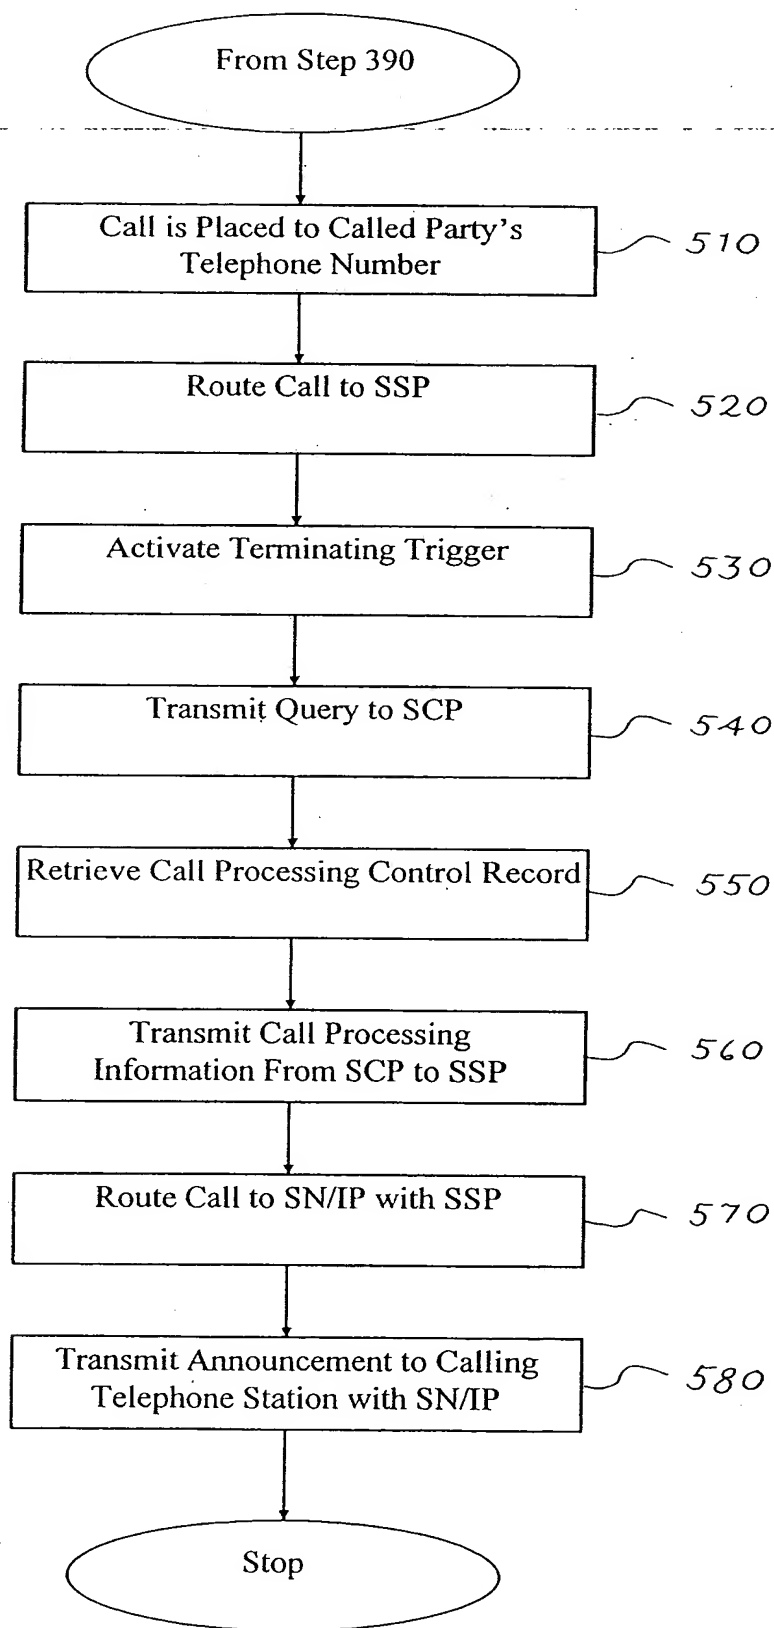 From Step 390
Call is Placed to Called Party's
Telephone Number
510
Route Call to SSP
520
Activate Terminating Trigger
530
Transmit Query to SCP
540
Retrieve Call Processing Control Record
550
Transmit Call Processing
Information From SCP to SSP
560
Route Call to SN/IP with SSP
570
Transmit Announcement to Calling
Telephone Station with SN/IP
580
Stop